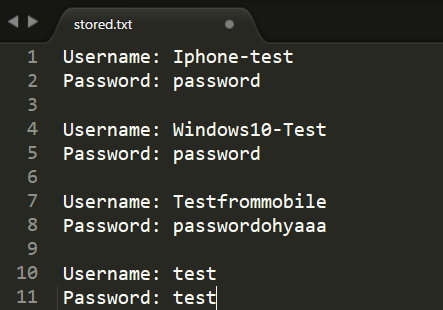 stored.txt
1 Username: Iphone-test
2 Password: password
3
4 Username: Windows10-Test
5 Password: password
6
7 Username: Testfrommobile
8 Password: passwordohyaaa
9
10 Username: test
11 Password: test